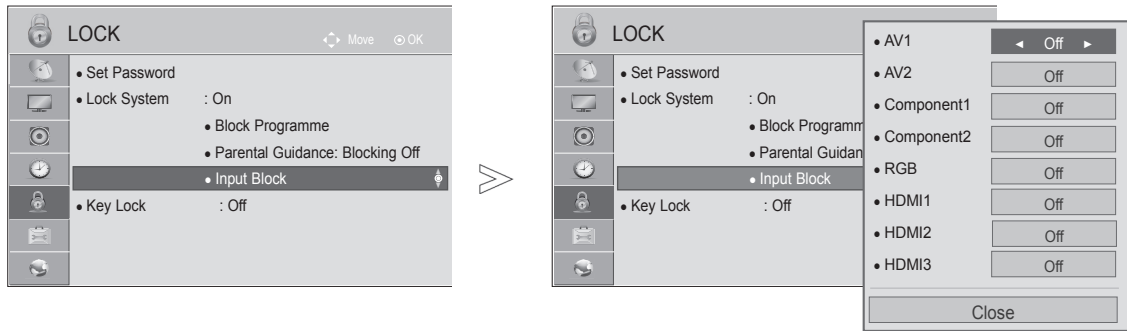 LOCK
Move OK
• Set Password
• Lock System : On
• Block Programme
• Parental Guidance: Blocking Off
• Input Block
• Key Lock : Off
LOCK
• Set Password
• Lock System : On
• Block Programm
• Parental Guidan
• Input Block
• Key Lock : Off
• AV1 ◄ Off ►
• AV2 Off
• Component1 Off
• Component2 Off
• RGB Off
• HDMI1 Off
• HDMI2 Off
• HDMI3 Off
Close